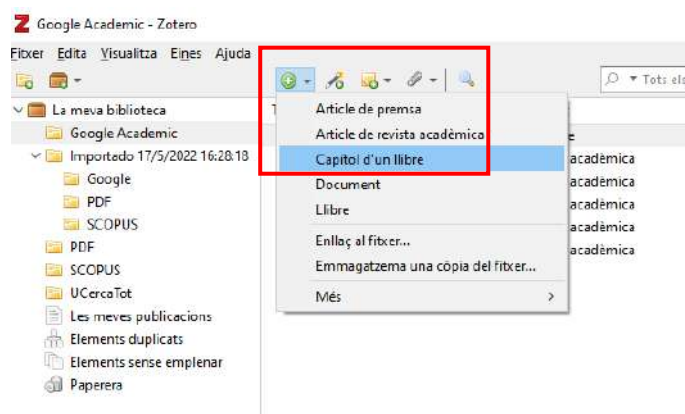 Google Academic - Zotero
Fitxer Edita Visualitza Eines Ajuda
Tots els
La meva biblioteca
Google Academic
Importado 17/5/2022 16:28:18
Google
PDF
SCOPUS
PDF
SCOPUS
UCercaTot
Les meves publicacions
Elements duplicats
Elements sense emplenar
Paperera
T
Article de premsa
Article de revista acadèmica
Capítol d'un llibre
Document
Llibre
Enllaç al fitxer...
Emmagatzema una còpia del fitxer...
Més
e
acadèmica
acadèmica
acadèmica
acadèmica
acadèmica